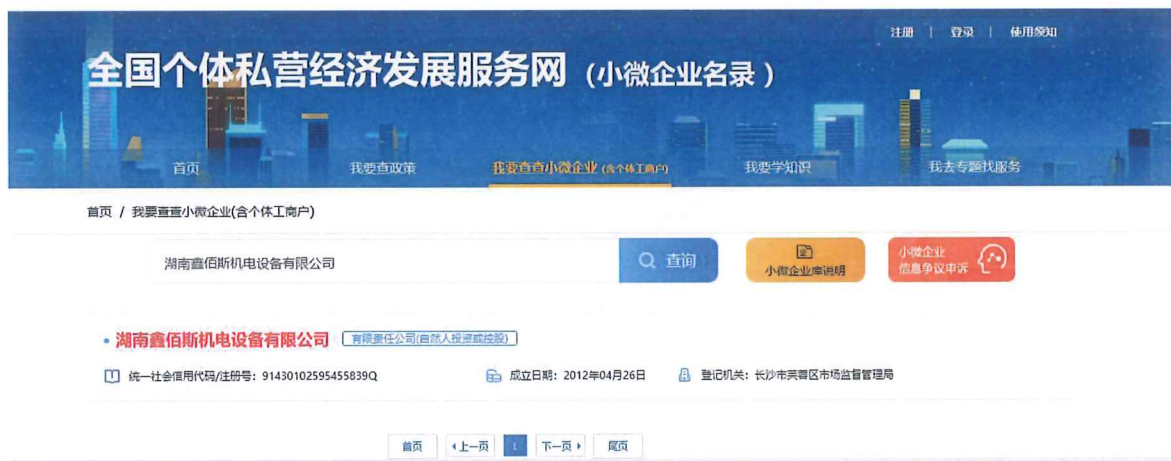 注册 | 登录 | 使用须知
全国个体私营经济发展服务网 (小微企业名录)
首页 我要查政策 我要查查小微企业 (含个体工商户) 我要学知识 我去专题找服务
首页 / 我要查查小微企业(含个体工商户)
湖南鑫佰斯机电设备有限公司 查询 小微企业库说明 小微企业
信息争议申诉
湖南鑫佰斯机电设备有限公司 有限责任公司(自然人投资或控股)
统一社会信用代码/注册号：91430102595455839Q 成立日期：2012年04月26日 登记机关：长沙市芙蓉区市场监督管理局
首页 上一页 1 下一页 尾页